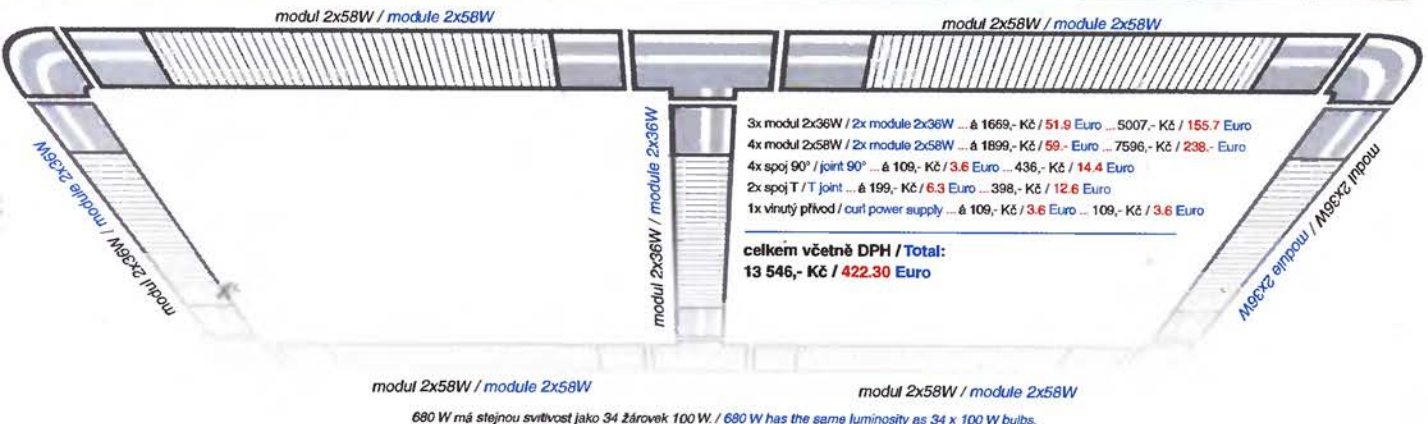 modul 2x58W / module 2x58W
modul 2x58W / module 2x58W
modul 2x36W / module 2x36W
modul 2x36W / module 2x36W
modul 2x36W / module 2x36W
3x modul 2x36W / 2x module 2x36W ... á 1669,- Kč / 51.9 Euro ... 5007,- Kč / 155.7 Euro
4x modul 2x58W / 2x module 2x58W ... á 1899,- Kč / 59.- Euro ... 7596,- Kč / 238.- Euro
4x spoj 90° / joint 90° ... á 109,- Kč / 3.6 Euro ... 436,- Kč / 14.4 Euro
2x spoj T / T joint ... á 199,- Kč / 6.3 Euro ... 398,- Kč / 12.6 Euro
1x vinutý přívod / curl power supply ... á 109,- Kč / 3.6 Euro ... 109,- Kč / 3.6 Euro
celkem včetně DPH / Total:
13 546,- Kč / 422.30 Euro
modul 2x58W / module 2x58W
modul 2x58W / module 2x58W
680 W má stejnou svítivost jako 34 žárovek 100 W. / 680 W has the same luminosity as 34 x 100 W bulbs.